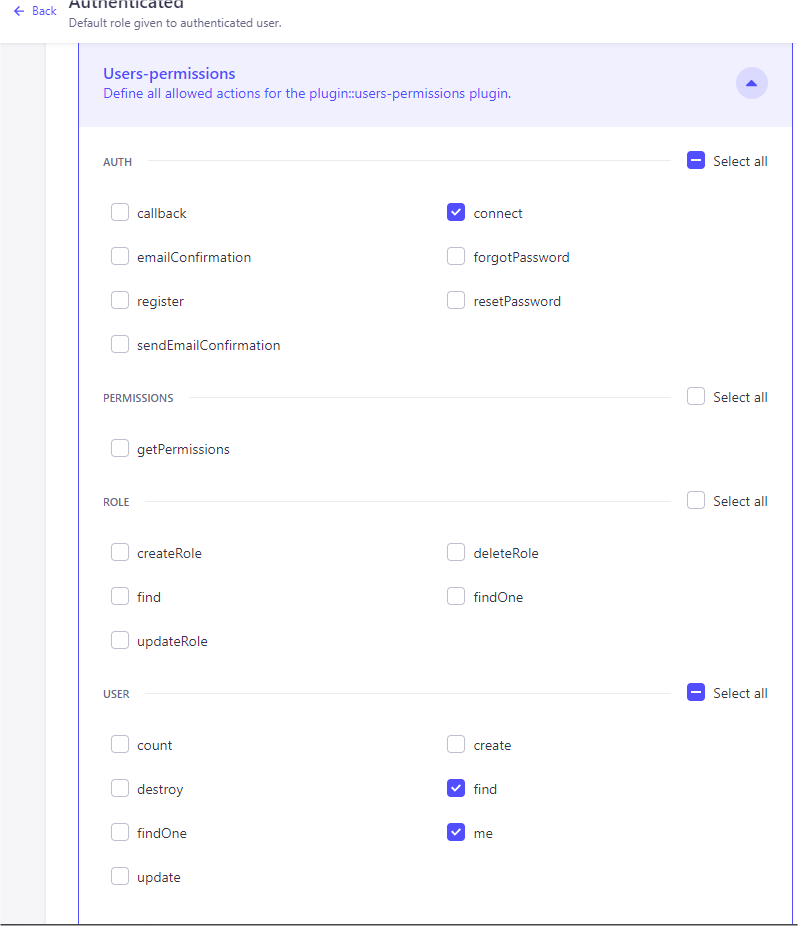 Back
Authenticated
Default role given to authenticated user.
Users-permissions
Define all allowed actions for the plugin::users-permissions plugin.
AUTH
Select all
callback
connect
emailConfirmation
forgotPassword
register
resetPassword
sendEmailConfirmation
PERMISSIONS
Select all
getPermissions
ROLE
Select all
createRole
deleteRole
find
findOne
updateRole
USER
Select all
count
create
destroy
find
findOne
me
update